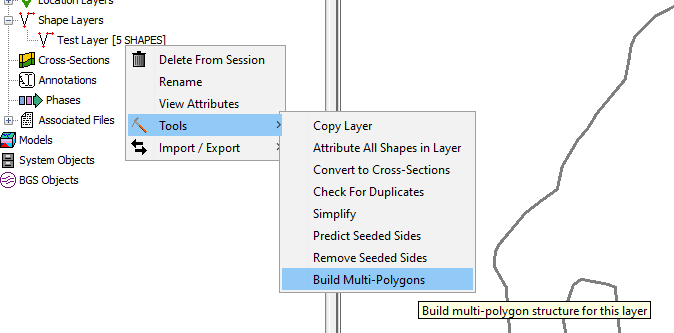 Location Layers
Shape Layers
Test Layer [5 SHAPES]
Cross-Sections
Annotations
Phases
Associated Files
Models
System Objects
BGS Objects
Delete From Session
Rename
View Attributes
Tools
Import / Export
Copy Layer
Attribute All Shapes in Layer
Convert to Cross-Sections
Check For Duplicates
Simplify
Predict Seeded Sides
Remove Seeded Sides
Build Multi-Polygons
Build multi-polygon structure for this layer